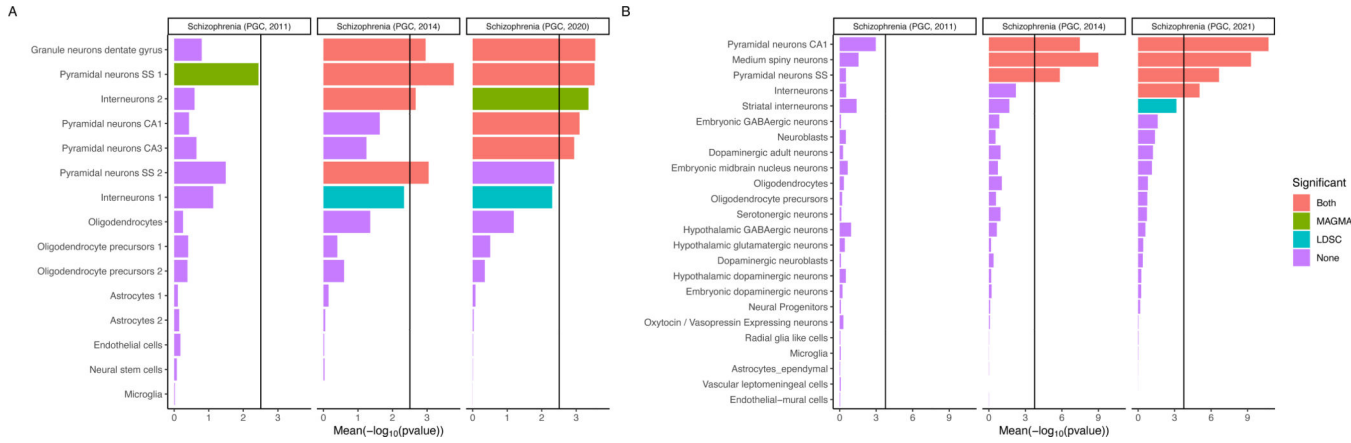 A
Schizophrenia (PGC, 2011)
Schizophrenia (PGC, 2014)
Schizophrenia (PGC, 2020)
Granule neurons dentate gyrus
Pyramidal neurons SS 1
Interneurons 2
Pyramidal neurons CA1
Pyramidal neurons CA3
Pyramidal neurons SS 2
Interneurons 1
Oligodendrocytes
Oligodendrocyte precursors 1
Oligodendrocyte precursors 2
Astrocytes 1
Astrocytes 2
Endothelial cells
Neural stem cells
Microglia
0 1 2 3 0 1 2 3 0 1 2 3
Mean(−log10(pvalue))
B
Schizophrenia (PGC, 2011)
Schizophrenia (PGC, 2014)
Schizophrenia (PGC, 2021)
Pyramidal neurons CA1
Medium spiny neurons
Pyramidal neurons SS
Interneurons
Striatal interneurons
Embryonic GABAergic neurons
Neuroblasts
Dopaminergic adult neurons
Embryonic midbrain nucleus neurons
Oligodendrocytes
Oligodendrocyte precursors
Serotonergic neurons
Hypothalamic GABAergic neurons
Hypothalamic glutamatergic neurons
Dopaminergic neuroblasts
Hypothalamic dopaminergic neurons
Embryonic dopaminergic neurons
Neural Progenitors
Oxytocin / Vasopressin Expressing neurons
Radial glia like cells
Microglia
Astrocytes_ependymal
Vascular leptomeningeal cells
Endothelial−mural cells
0 3 6 9 0 3 6 9 0 3 6 9
Mean(−log10(pvalue))
Significant
Both
MAGMA
LDSC
None